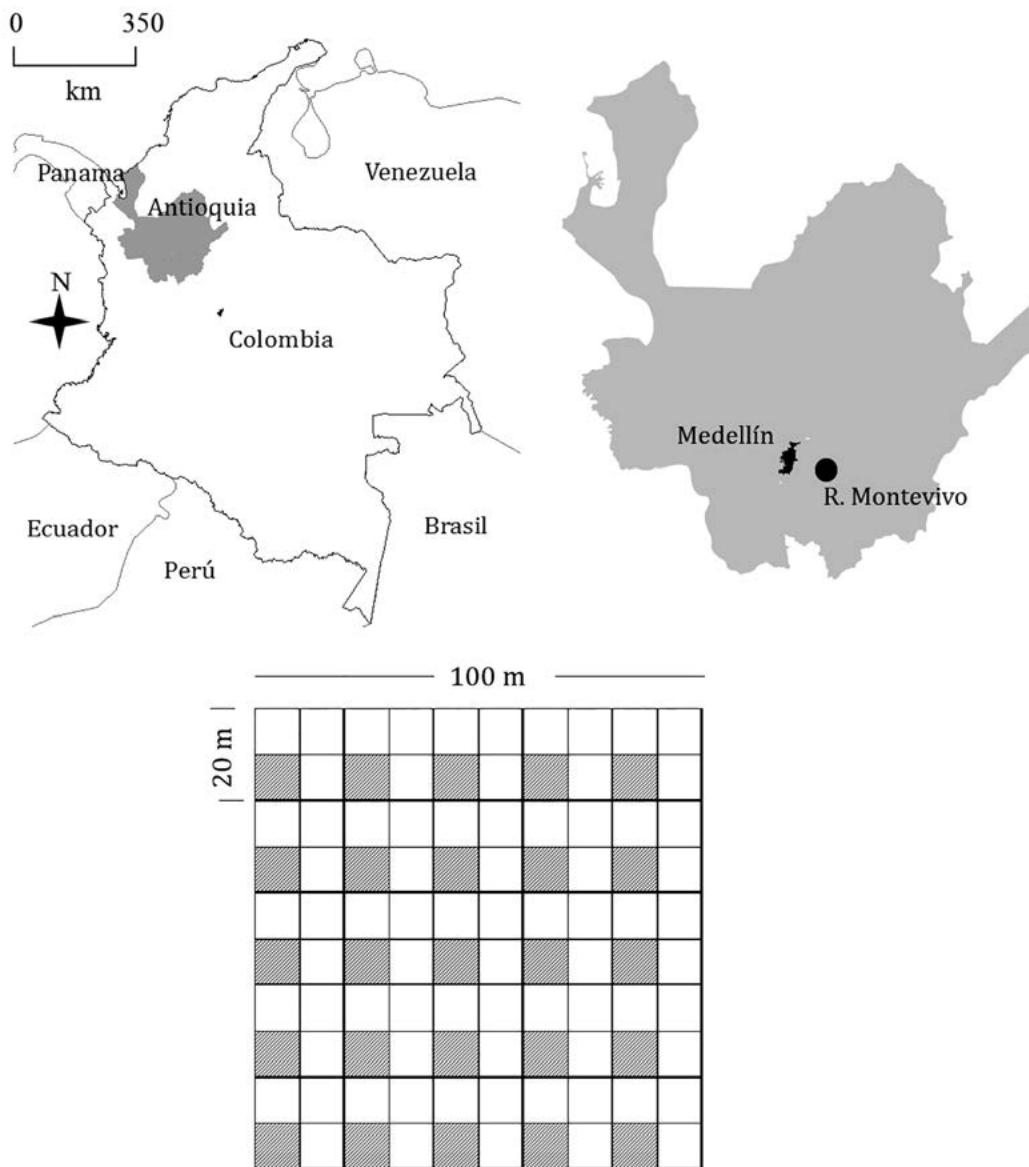 0 350
km
Panama
Venezuela
Antioquia
N
Colombia
Ecuador
Perú
Brasil
Medellín
R. Montevivo
100 m
20 m